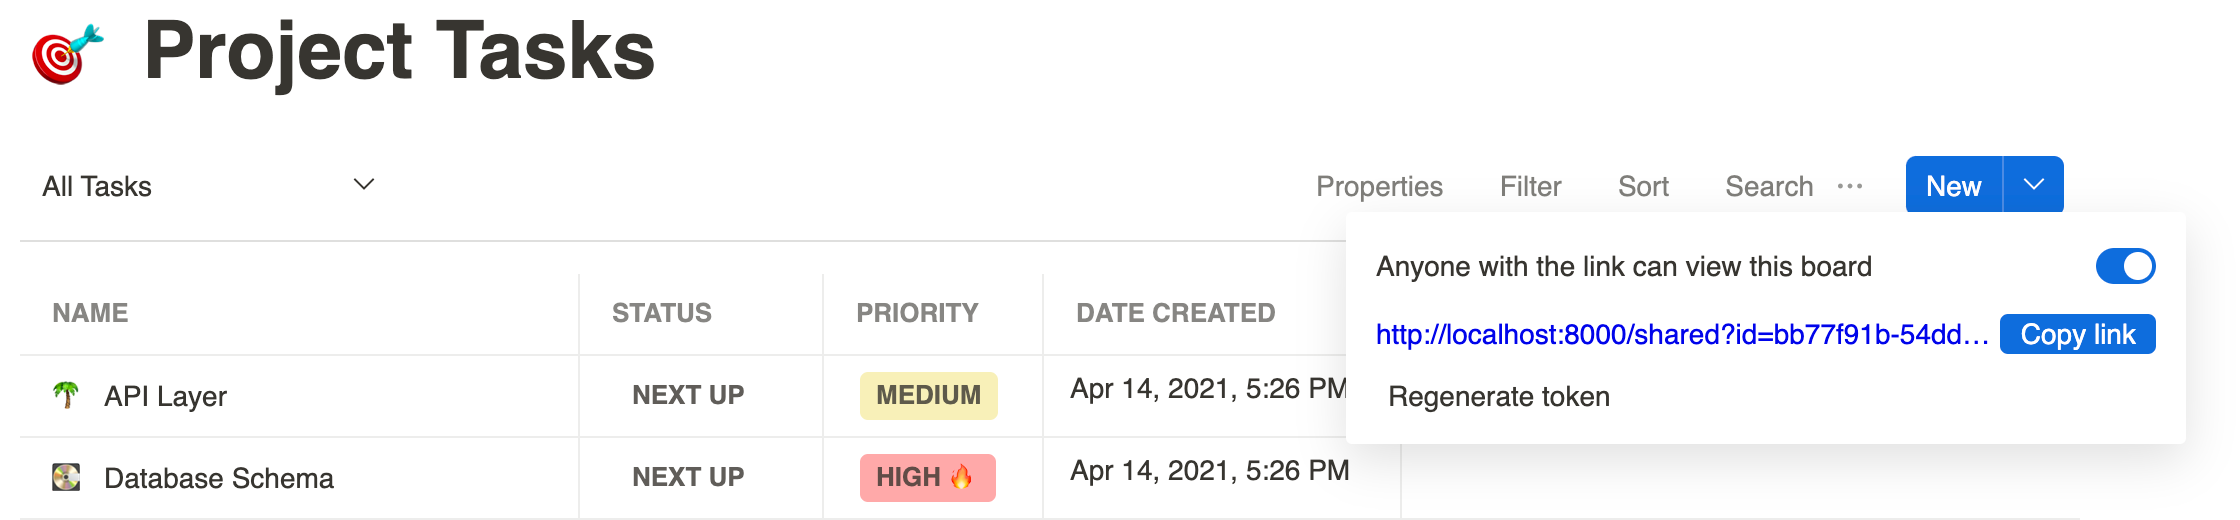 Project Tasks
All Tasks
Properties Filter Sort Search ... New
Anyone with the link can view this board
http://localhost:8000/shared?id=bb77f91b-54dd... Copy link
Regenerate token
NAME STATUS PRIORITY DATE CREATED
API Layer NEXT UP MEDIUM Apr 14, 2021, 5:26 PM
Database Schema NEXT UP HIGH 🔥 Apr 14, 2021, 5:26 PM